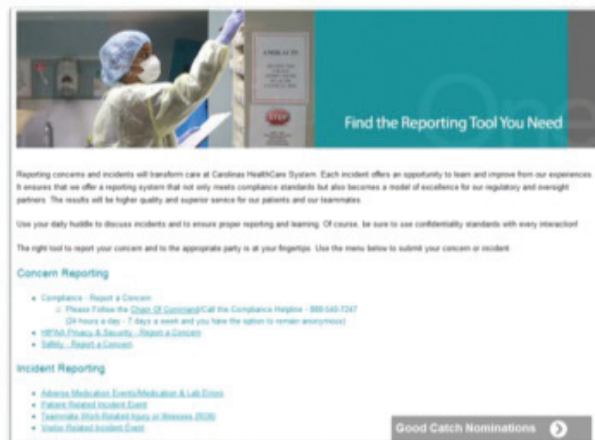 STOP
One
Find the Reporting Tool You Need
Reporting concerns and incidents will transform care at Carolinas HealthCare System. Each incident offers an opportunity to learn and improve from our experiences.
It ensures that we offer a reporting system that not only meets compliance standards but also becomes a model of excellence for our regulatory and oversight
partners. The results will be higher quality and superior service for our patients and our teammates.
Use your daily huddle to discuss incidents and to ensure proper reporting and learning. Of course, be sure to use confidentiality standards with every interaction!
The right tool to report your concern and to the appropriate party is at your fingertips. Use the menu below to submit your concern or incident.
Concern Reporting
Compliance - Report a Concern
Please Follow the Chain Of Command/Call the Compliance Helpline - 888-540-7247
(24 hours a day - 7 days a week and you have the option to remain anonymous)
HIPAA Privacy & Security - Report a Concern
Safety - Report a Concern
Incident Reporting
Adverse Medication Events/Medication & Lab Errors
Patient Related Incident Event
Teammate Work-Related Injury or Illnesses
Visitor Related Incident Event
Good Catch Nominations